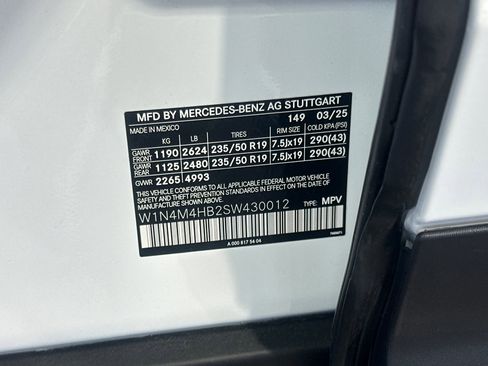 MFD BY MERCEDES-BENZ AG STUTTGART
MADE IN MEXICO 149 03/25
KG LB TIRES RIM SIZE COLD KPA(PSI)
GAWR FRONT 1190 2624 235/50 R19 7.5Jx19 290(43)
GAWR REAR 1125 2480 235/50 R19 7.5Jx19 290(43)
GVWR 2265 4993
THIS VEHICLE CONFORMS TO ALL APPLICABLE FEDERAL MOTOR VEHICLE
SAFETY, BUMPER, AND THEFT PREVENTION STANDARDS IN EFFECT ON THE
DATE OF MANUFACTURE SHOWN ABOVE.
W1N4M4HB2SW430012 TYPE: MPV
A 000 817 54 04